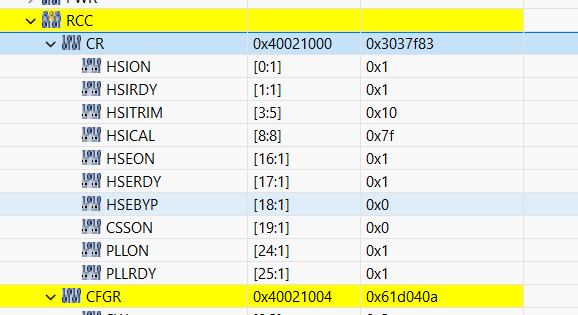 RCC
CR 0x40021000 0x3037f83
HSION [0:1] 0x1
HSIRDY [1:1] 0x1
HSITRIM [3:5] 0x10
HSICAL [8:8] 0x7f
HSEON [16:1] 0x1
HSERDY [17:1] 0x1
HSEBYP [18:1] 0x0
CSSON [19:1] 0x0
PLLON [24:1] 0x1
PLLRDY [25:1] 0x1
CFGR 0x40021004 0x61d040a